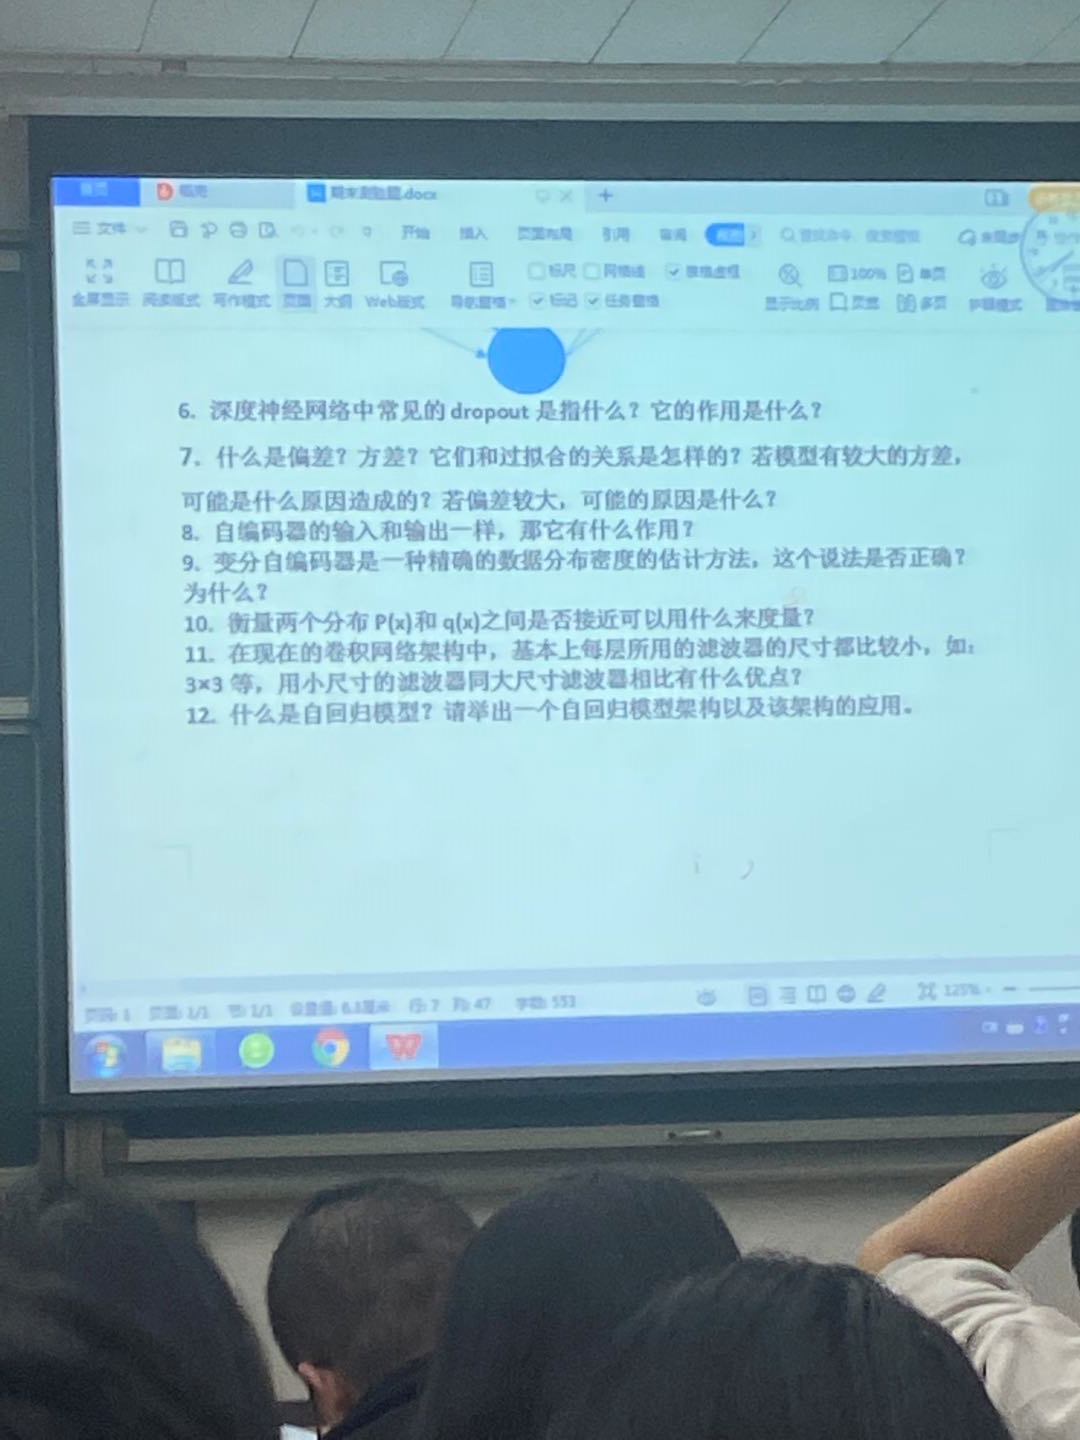 首页 稻壳 期末测验题.docx +
文件 开始 插入 页面布局 引用 审阅 视图
全屏显示 阅读版式 写作模式 页面 大纲 Web版式 导航窗格 标尺 网格线 表格虚框 标记 任务窗格 显示比例 100% 页宽 单页 多页 护眼模式
6. 深度神经网络中常见的 dropout 是指什么？它的作用是什么？
7. 什么是偏差？方差？它们和过拟合的关系是怎样的？若模型有较大的方差，
可能是什么原因造成的？若偏差较大，可能的原因是什么？
8. 自编码器的输入和输出一样，那它有什么作用？
9. 变分自编码器是一种精确的数据分布密度的估计方法，这个说法是否正确？
为什么？
10. 衡量两个分布 P(x)和 q(x)之间是否接近可以用什么来度量？
11. 在现在的卷积网络架构中，基本上每层所用的滤波器的尺寸都比较小，如：
3×3 等，用小尺寸的滤波器同大尺寸滤波器相比有什么优点？
12. 什么是自回归模型？请举出一个自回归模型架构以及该架构的应用。
页码: 1 页面: 1/1 节: 1/1 设置值: 6.1厘米 行: 7 列: 47 字数: 553 125%